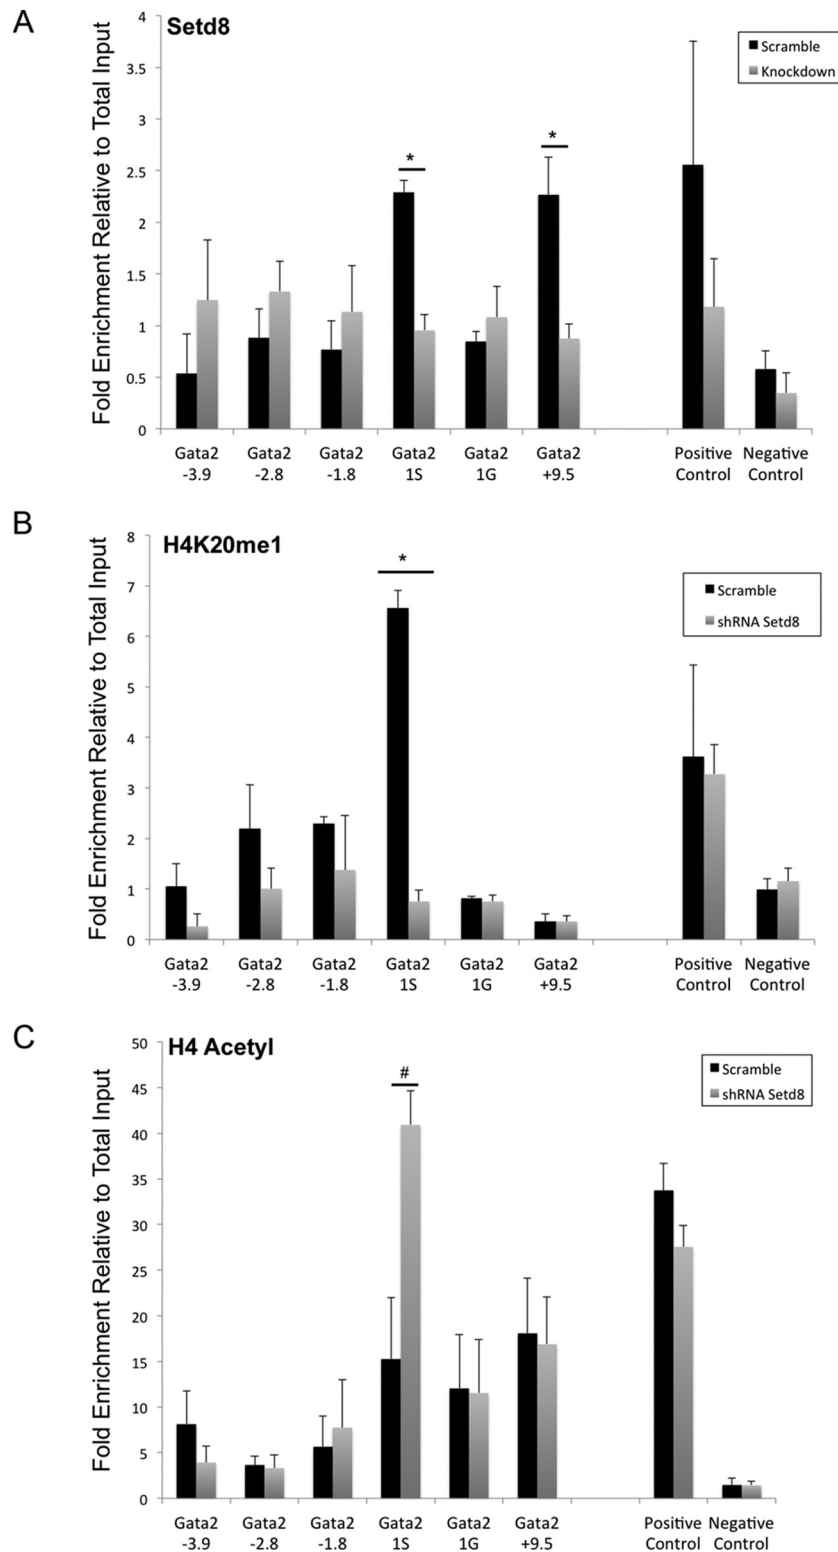 A
Setd8
Fold Enrichment Relative to Total Input
4
3.5
3
2.5
2
1.5
1
0.5
0
Scramble
Knockdown
*
*
Gata2 Gata2 Gata2 Gata2 Gata2 Gata2 Positive Negative
-3.9 -2.8 -1.8 1S 1G +9.5 Control Control
B
H4K20me1
Fold Enrichment Relative to Total Input
8
7
6
5
4
3
2
1
0
Scramble
shRNA Setd8
*
Gata2 Gata2 Gata2 Gata2 Gata2 Gata2 Positive Negative
-3.9 -2.8 -1.8 1S 1G +9.5 Control Control
C
H4 Acetyl
Fold Enrichment Relative to Total Input
50
45
40
35
30
25
20
15
10
5
0
Scramble
shRNA Setd8
#
Gata2 Gata2 Gata2 Gata2 Gata2 Gata2 Positive Negative
-3.9 -2.8 -1.8 1S 1G +9.5 Control Control